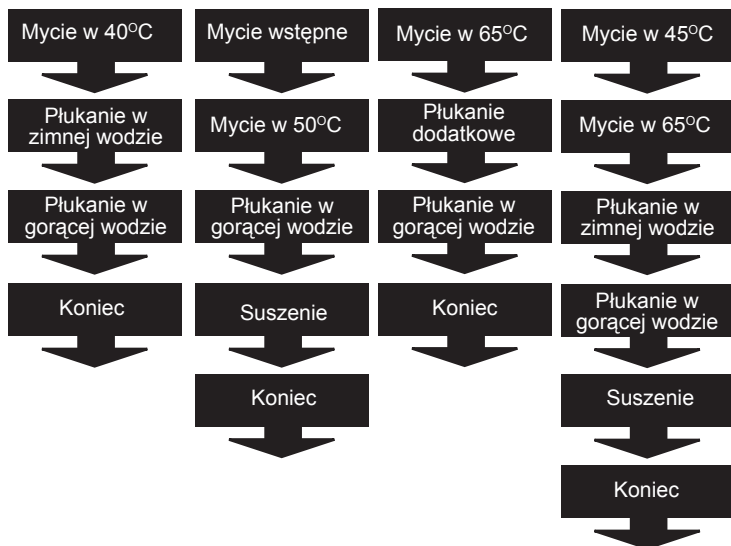 Mycie w 40°C
Płukanie w
zimnej wodzie
Płukanie w
gorącej wodzie
Koniec
Mycie wstępne
Mycie w 50°C
Płukanie w
gorącej wodzie
Suszenie
Koniec
Mycie w 65°C
Płukanie
dodatkowe
Płukanie w
gorącej wodzie
Koniec
Mycie w 45°C
Mycie w 65°C
Płukanie w
zimnej wodzie
Płukanie w
gorącej wodzie
Suszenie
Koniec